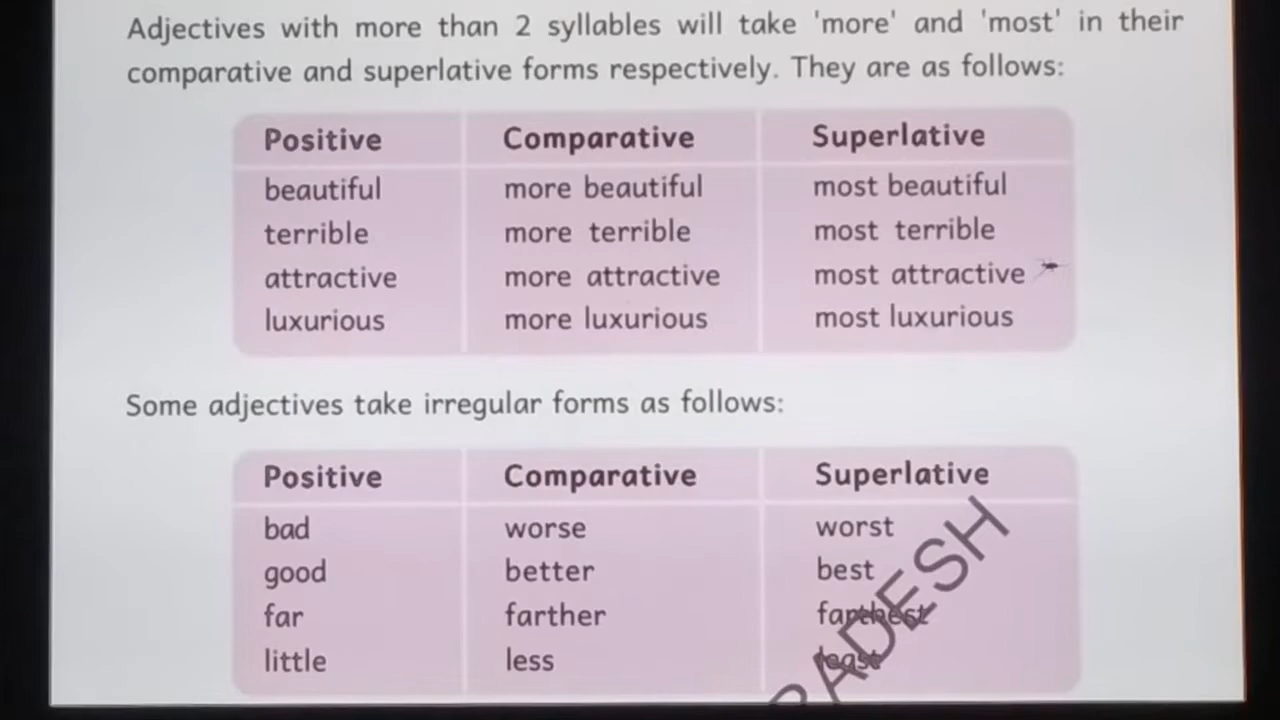 Adjectives with more than 2 syllables will take 'more' and 'most' in their
comparative and superlative forms respectively. They are as follows:
Positive Comparative Superlative
beautiful more beautiful most beautiful
terrible more terrible most terrible
attractive more attractive most attractive
luxurious more luxurious most luxurious
Some adjectives take irregular forms as follows:
Positive Comparative Superlative
bad worse worst
good better best
far farther farthest
little less least
RADESH